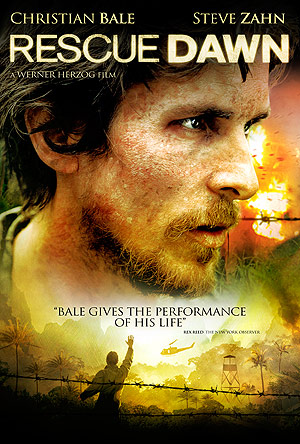 CHRISTIAN BALE STEVE ZAHN
RESCUE DAWN
A WERNER HERZOG FILM
"BALE GIVES THE PERFORMANCE
OF HIS LIFE"
REX REED THE NEW YORK OBSERVER